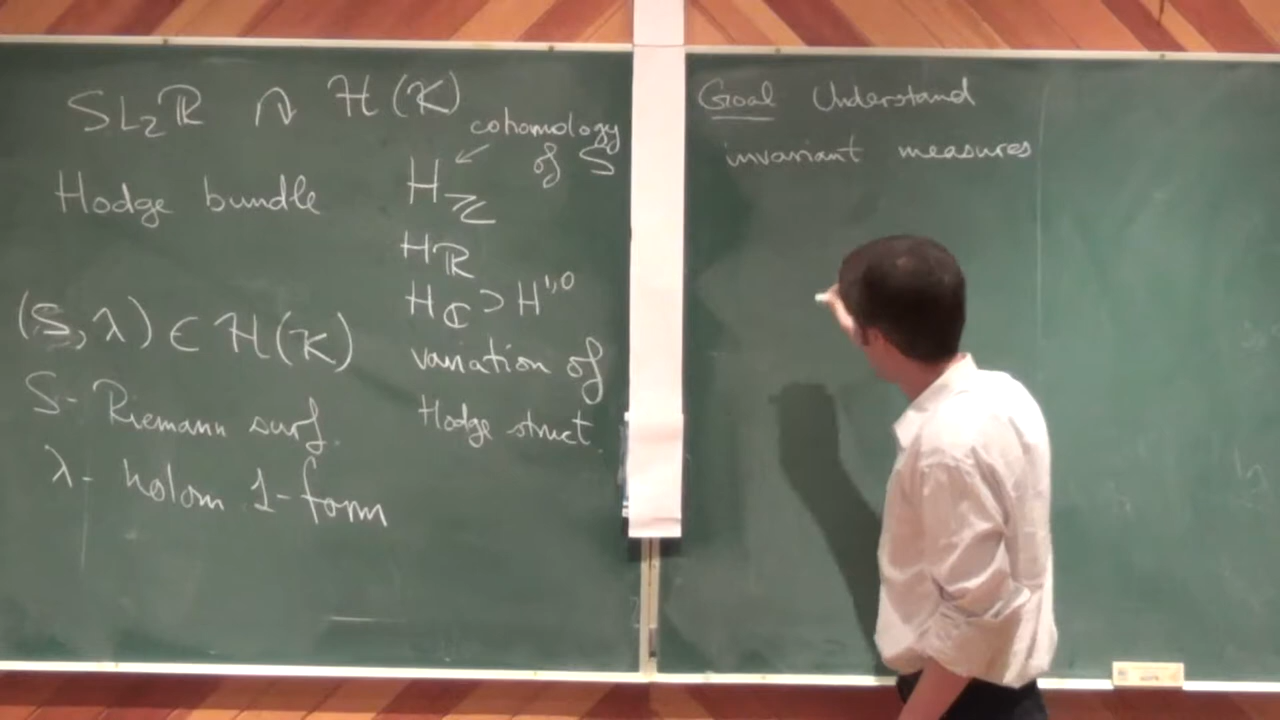 SL₂ℝ ↷ ℋ(κ)
Hodge bundle
(S, λ) ∈ ℋ(κ)
S - Riemann surf.
λ - holom 1-form
cohomology
of S
H_ℤ
H_ℝ
H_ℂ ⊃ H^{1,0}
variation of
Hodge struct.
Goal Understand
invariant measures